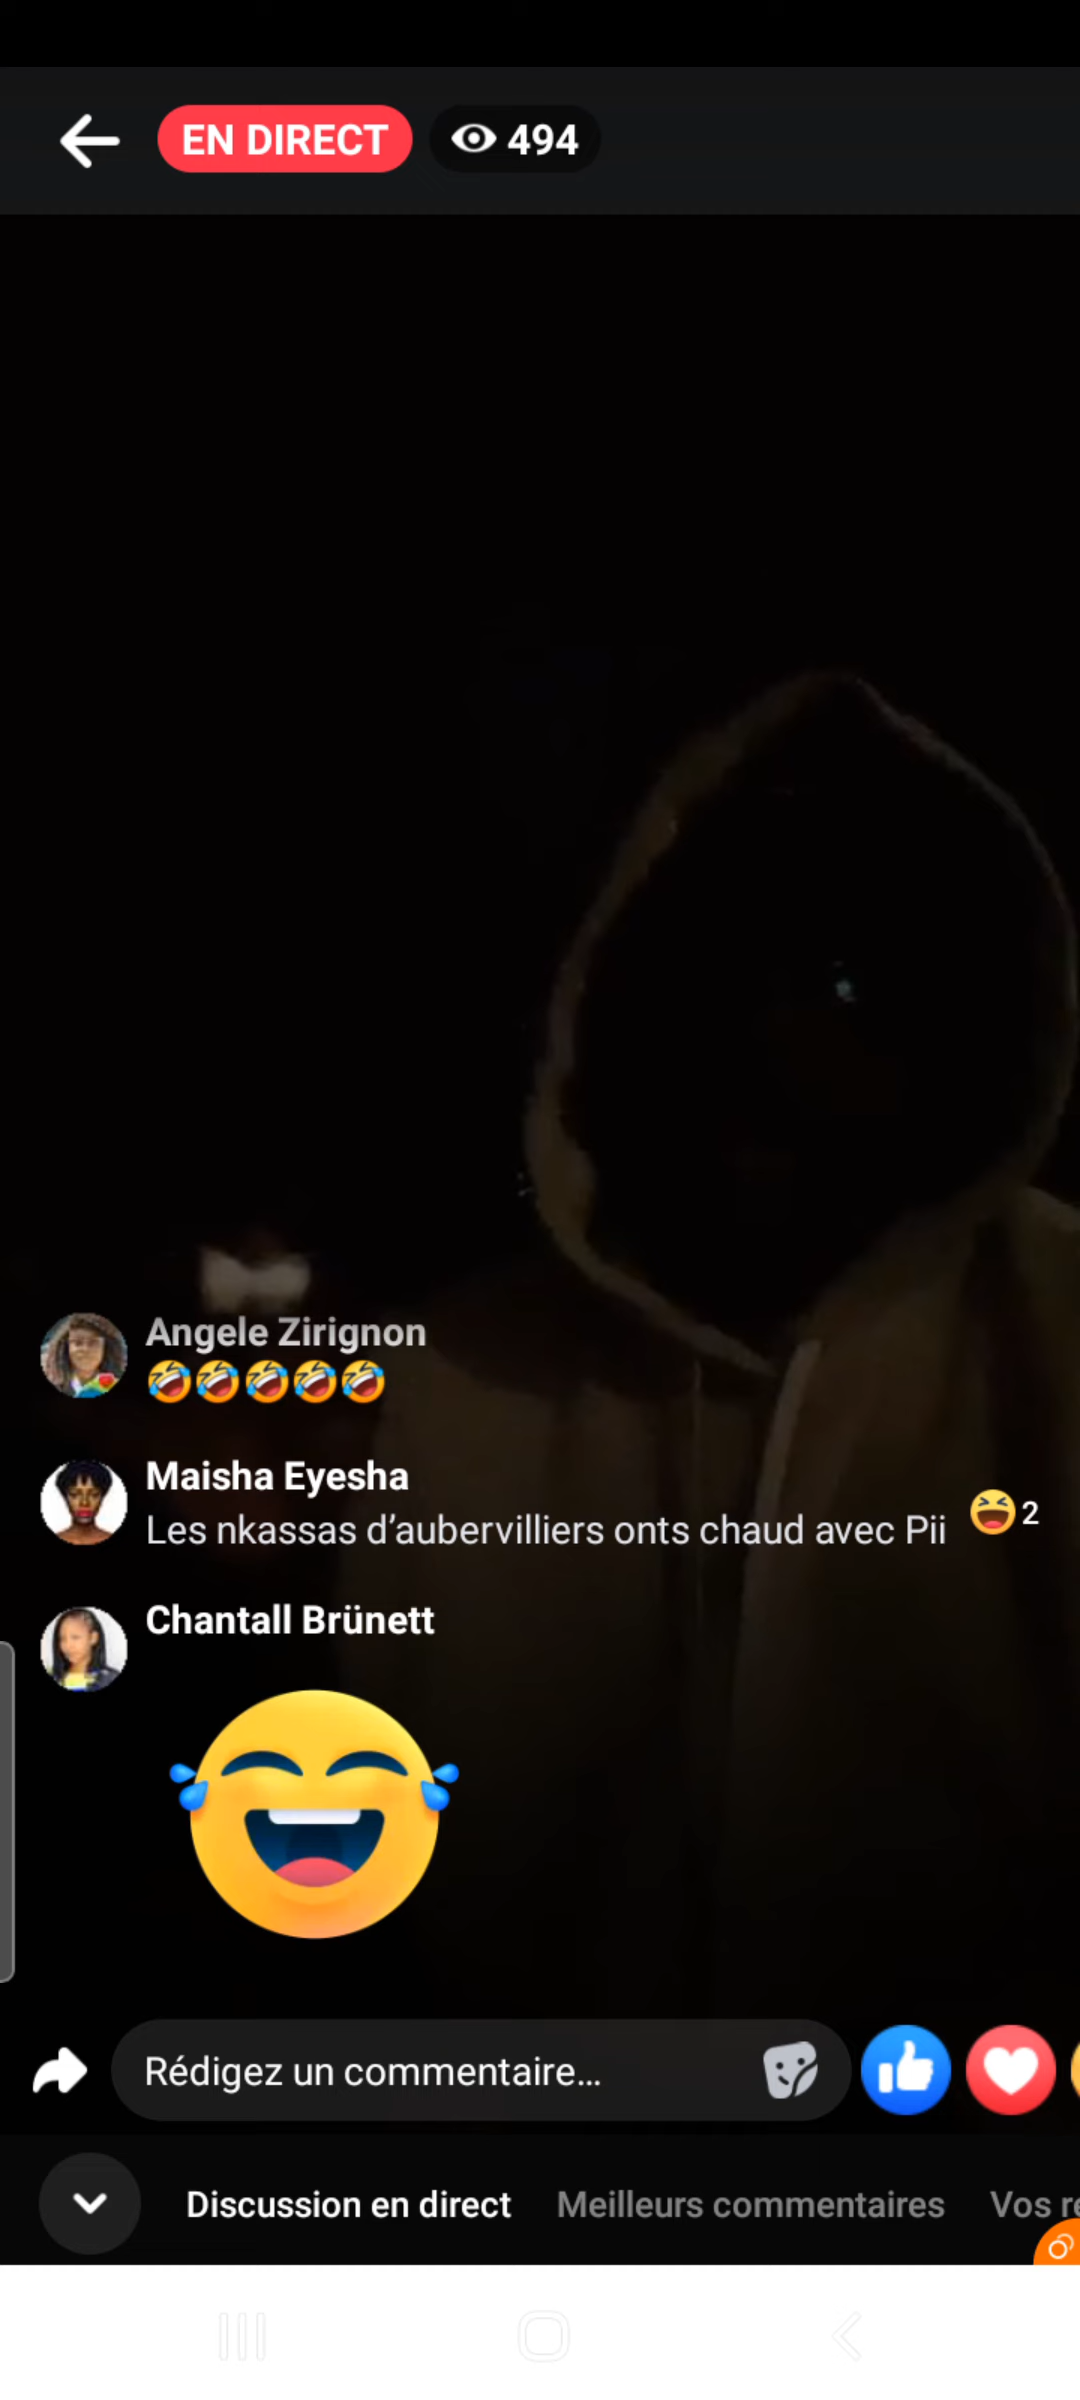 EN DIRECT 494
Angele Zirignon
🤣🤣🤣🤣🤣
Maisha Eyesha
Les nkassas d’aubervilliers onts chaud avec Pii 😆 2
Chantall Brünett
Rédigez un commentaire...
Discussion en direct Meilleurs commentaires Vos